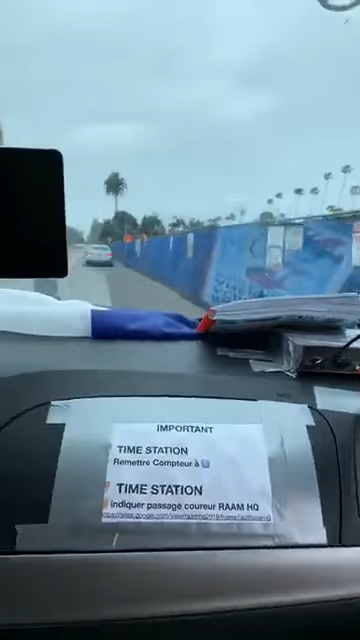 IMPORTANT
TIME STATION
Remettre Compteur à
TIME STATION
indiquer passage coureur RAAM HQ